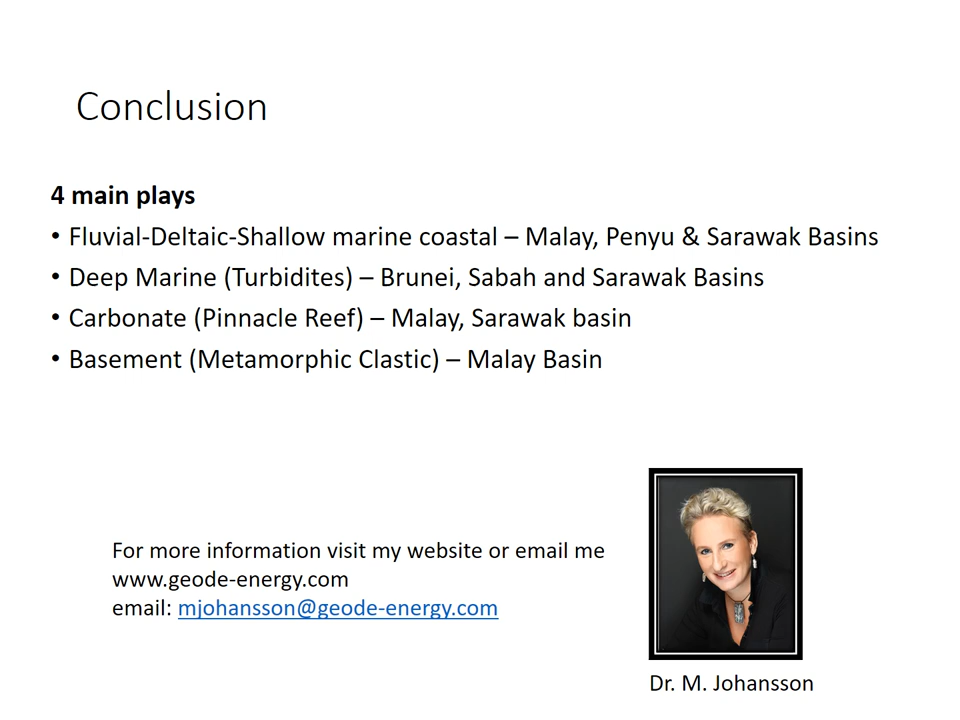 Conclusion
4 main plays
• Fluvial-Deltaic-Shallow marine coastal – Malay, Penyu & Sarawak Basins
• Deep Marine (Turbidites) – Brunei, Sabah and Sarawak Basins
• Carbonate (Pinnacle Reef) – Malay, Sarawak basin
• Basement (Metamorphic Clastic) – Malay Basin
For more information visit my website or email me
www.geode-energy.com
email: mjohansson@geode-energy.com
Dr. M. Johansson